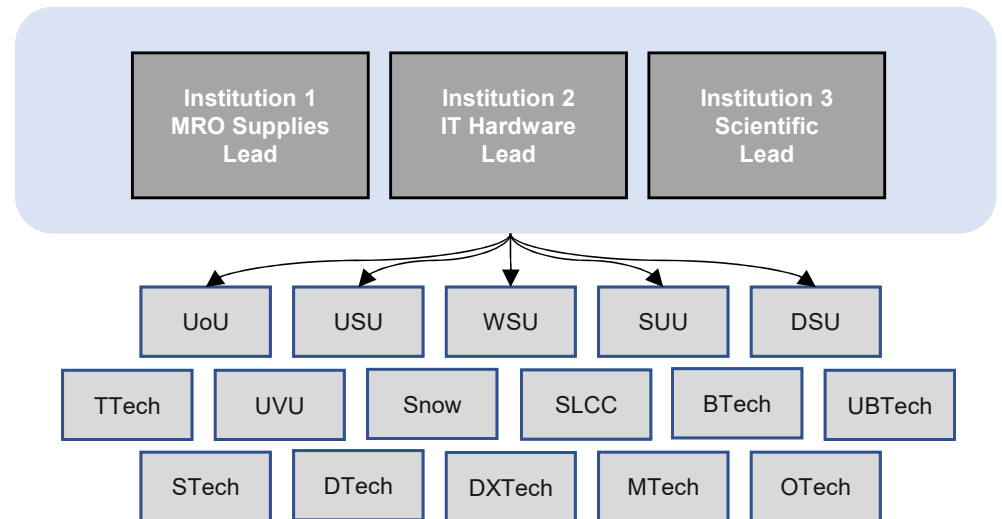 Institution 1
MRO Supplies
Lead
Institution 2
IT Hardware
Lead
Institution 3
Scientific
Lead
UoU
USU
WSU
SUU
DSU
TTech
UVU
Snow
SLCC
BTech
UBTech
STech
DTech
DXTech
MTech
OTech